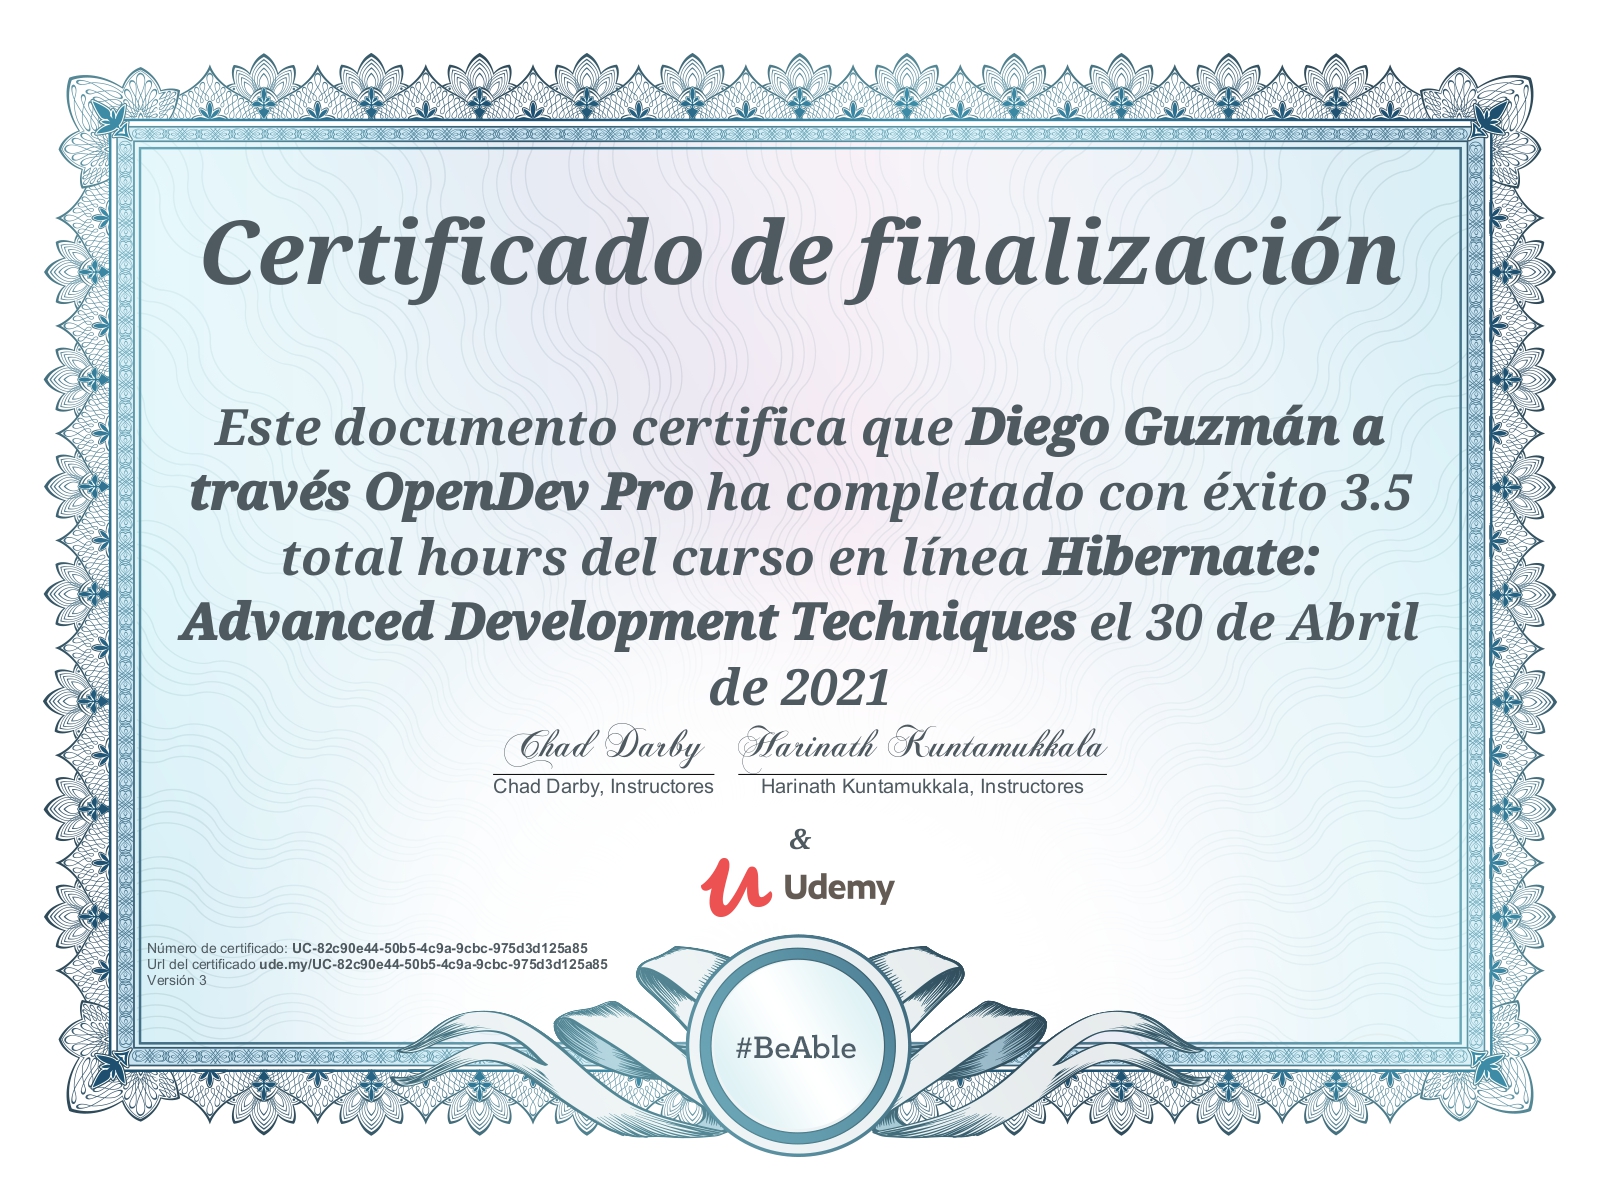 Certificado de finalización
Este documento certifica que Diego Guzmán a
través OpenDev Pro ha completado con éxito 3.5
total hours del curso en línea Hibernate:
Advanced Development Techniques el 30 de Abril
de 2021
Chad Darby Harinath Kuntamukkala
Chad Darby, Instructores Harinath Kuntamukkala, Instructores
&
Udemy
Número de certificado: UC-82c90e44-50b5-4c9a-9cbc-975d3d125a85
Url del certificado ude.my/UC-82c90e44-50b5-4c9a-9cbc-975d3d125a85
Versión 3
#BeAble